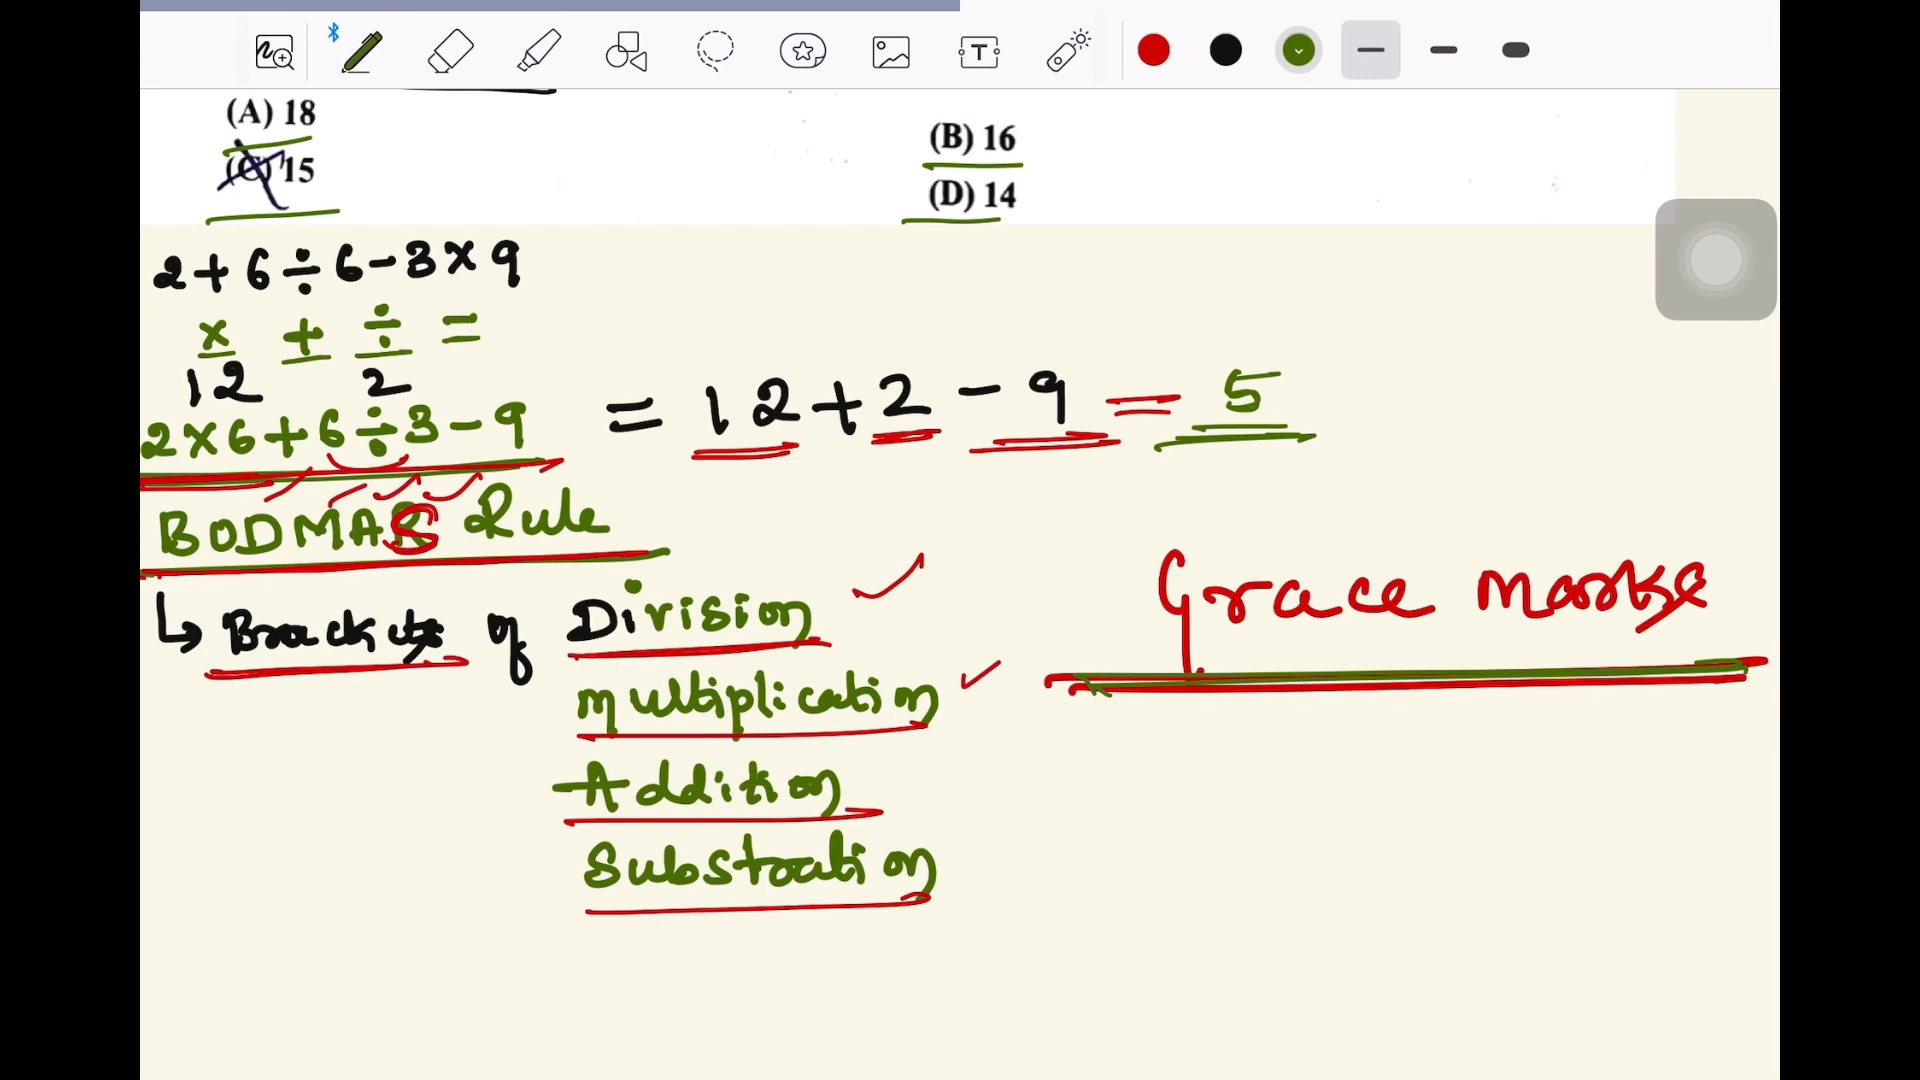 (A) 18
(B) 16
(C) 15
(D) 14
2+6÷6-3×9
× + ÷ =
12 2
2×6+6÷3-9 = 12+2-9 = 5
BODMAS Rule
↳ Brackets of Division
multiplication
Addition
Substraction
Grace marks